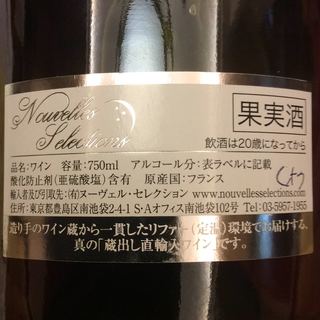 Nouvelles
Selections
果実酒
飲酒は20歳になってから
品名:ワイン 容量:750ml アルコール分:表ラベルに記載
酸化防止剤(亜硫酸塩)含有 原産国:フランス
輸入者及び引取先:(有)ヌーヴェル・セレクション www.nouvellesselections.com
住所:東京都豊島区南池袋2-4-1 S・Aオフィス南池袋102号 Tel:03-5957-1955
造り手のワイン蔵から一貫したリファー(定温)環境でお届けする、
真の「蔵出し直輸入ワイン」です。